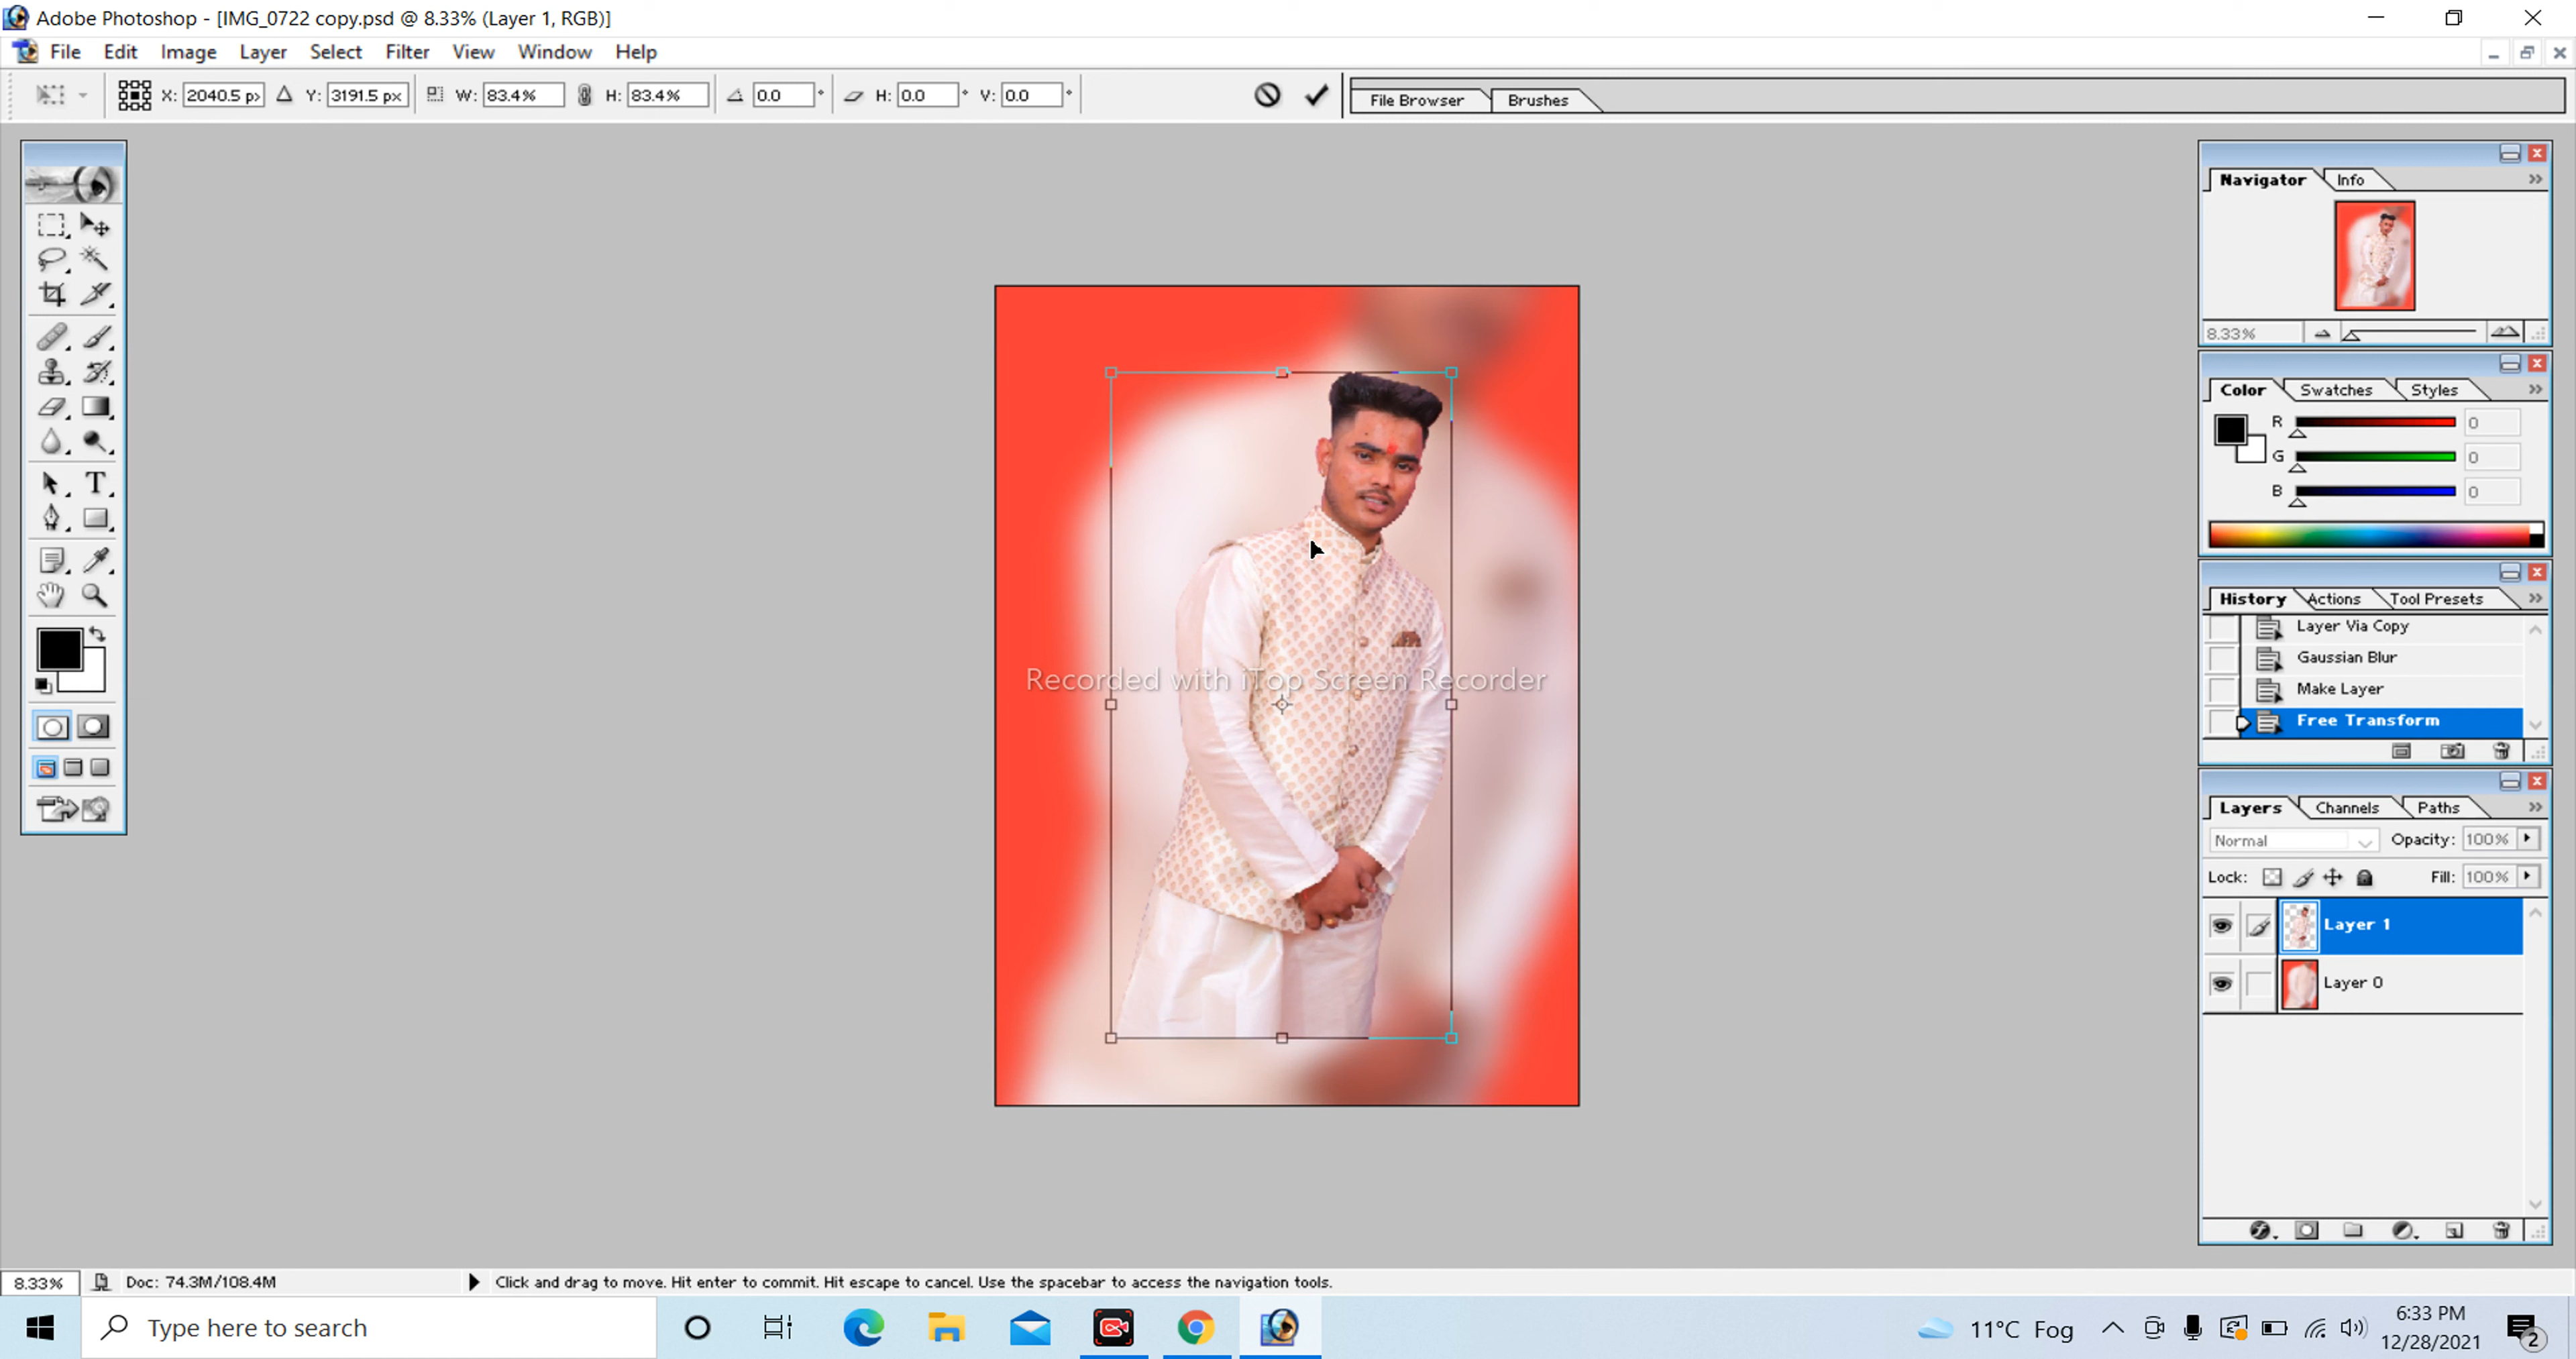 Adobe Photoshop - [IMG_0722 copy.psd @ 8.33% (Layer 1, RGB)]
File Edit Image Layer Select Filter View Window Help
X: 2040.5 px Y: 3191.5 px W: 83.4% H: 83.4% 0.0 ° H: 0.0 ° V: 0.0 ° File Browser Brushes
Navigator Info
8.33%
Color Swatches Styles
R 0
G 0
B 0
History Actions Tool Presets
Layer Via Copy
Gaussian Blur
Make Layer
Free Transform
Layers Channels Paths
Normal Opacity: 100%
Lock: Fill: 100%
Layer 1
Layer 0
T
Recorded with iTop Screen Recorder
8.33% Doc: 74.3M/108.4M Click and drag to move. Hit enter to commit. Hit escape to cancel. Use the spacebar to access the navigation tools.
Type here to search 11°C Fog 6:33 PM
12/28/2021
2